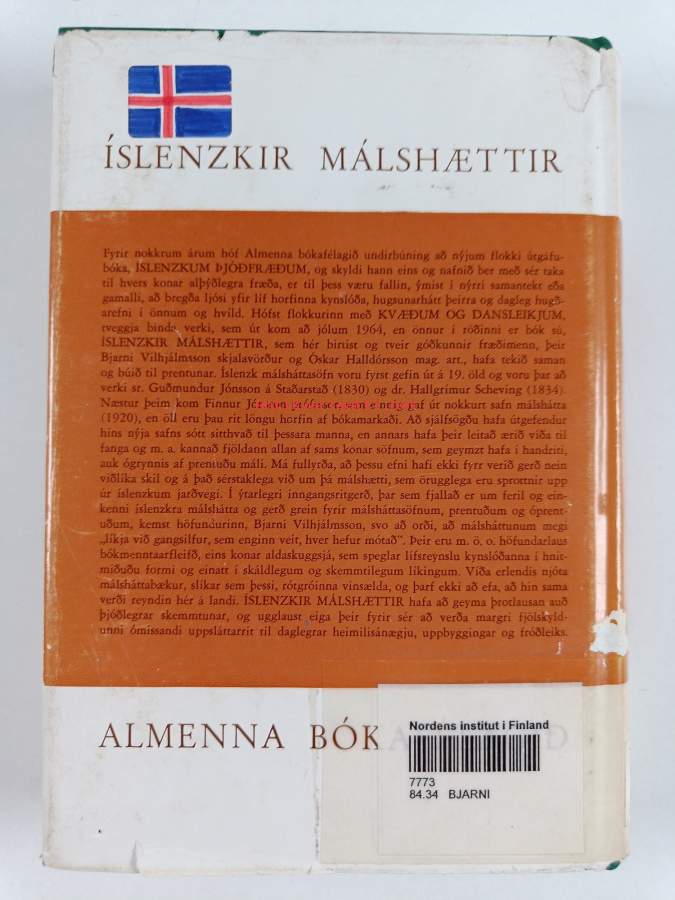 ÍSLENZKIR MÁLSHÆTTIR
Fyrir nokkrum árum hóf Almenna bókafélagið undirbúning að nýjum flokki útgáfu-
bóka, ÍSLENZKUM ÞJÓÐFRÆÐUM, og skyldi hann eins og nafnið ber með sér taka
til hvers konar alþýðlegra fræða, er til þess væru fallin, ýmist í nýrri samantekt eða
gamalli, að bregða ljósi yfir líf horfinna kynslóða, hugsunarhátt þeirra og dagleg hugð-
arefni í önnum og hvíld. Hófst flokkurinn með KVÆÐUM OG DANSLEIKJUM,
tveggja binda verki, sem út kom að jólum 1964, en önnur í röðinni er bók sú,
ÍSLENZKIR MÁLSHÆTTIR, sem hér birtist og tveir góðkunnir fræðimenn, þeir
Bjarni Vilhjálmsson skjalavörður og Óskar Halldórsson mag. art., hafa tekið saman
og búið til prentunar. Íslenzk málsháttasöfn voru fyrst gefin út á 19. öld og voru þar að
verki sr. Guðmundur Jónsson á Staðarstað (1830) og dr. Hallgrímur Scheving (1834).
Næstur þeim kom Finnur Jónsson prófessor, sem einnig gaf út nokkurt safn málshátta
(1920), en öll eru þau rit löngu horfin af bókamarkaði. Að sjálfsögðu hafa útgefendur
hins nýja safns sótt sitthvað til þessara manna, en annars hafa þeir leitað ærið víða til
fanga og m. a. kannað fjöldann allan af sams konar söfnum, sem geymzt hafa í handriti,
auk ógrynnis af prentuðu máli. Má fullyrða, að þessu efni hafi ekki fyrr verið gerð nein
viðlíka skil og á það sérstaklega við um þá málshætti, sem örugglega eru sprottnir upp
úr íslenzkum jarðvegi. Í ýtarlegri inngangsritgerð, þar sem fjallað er um feril og ein-
kenni íslenzkra málshátta og gerð grein fyrir málsháttasöfnum, prentuðum og óprent-
uðum, kemst höfundurinn, Bjarni Vilhjálmsson, svo að orði, að málsháttunum megi
„líkja við gangsilfur, sem enginn veit, hver hefur mótað“. Þeir eru m. ö. o. höfundarlaus
bókmenntaarfleifð, eins konar aldaskuggsjá, sem speglar lífsreynslu kynslóðanna í hnit-
miðuðu formi og einatt í skáldlegum og skemmtilegum líkingum. Víða erlendis njóta
málsháttabækur, slíkar sem þessi, rótgróinna vinsælda, og þarf ekki að efa, að hin sama
verði reyndin hér á landi. ÍSLENZKIR MÁLSHÆTTIR hafa að geyma þrotlausan auð
þjóðlegrar skemmtunar, og ugglaust eiga þeir fyrir sér að verða margri fjölskyld-
unni ómissandi uppsláttarrit til daglegrar heimilisánægju, uppbyggingar og fróðleiks.
ALMENNA BÓK
Nordens institut i Finland
7773
84.34 BJARNI